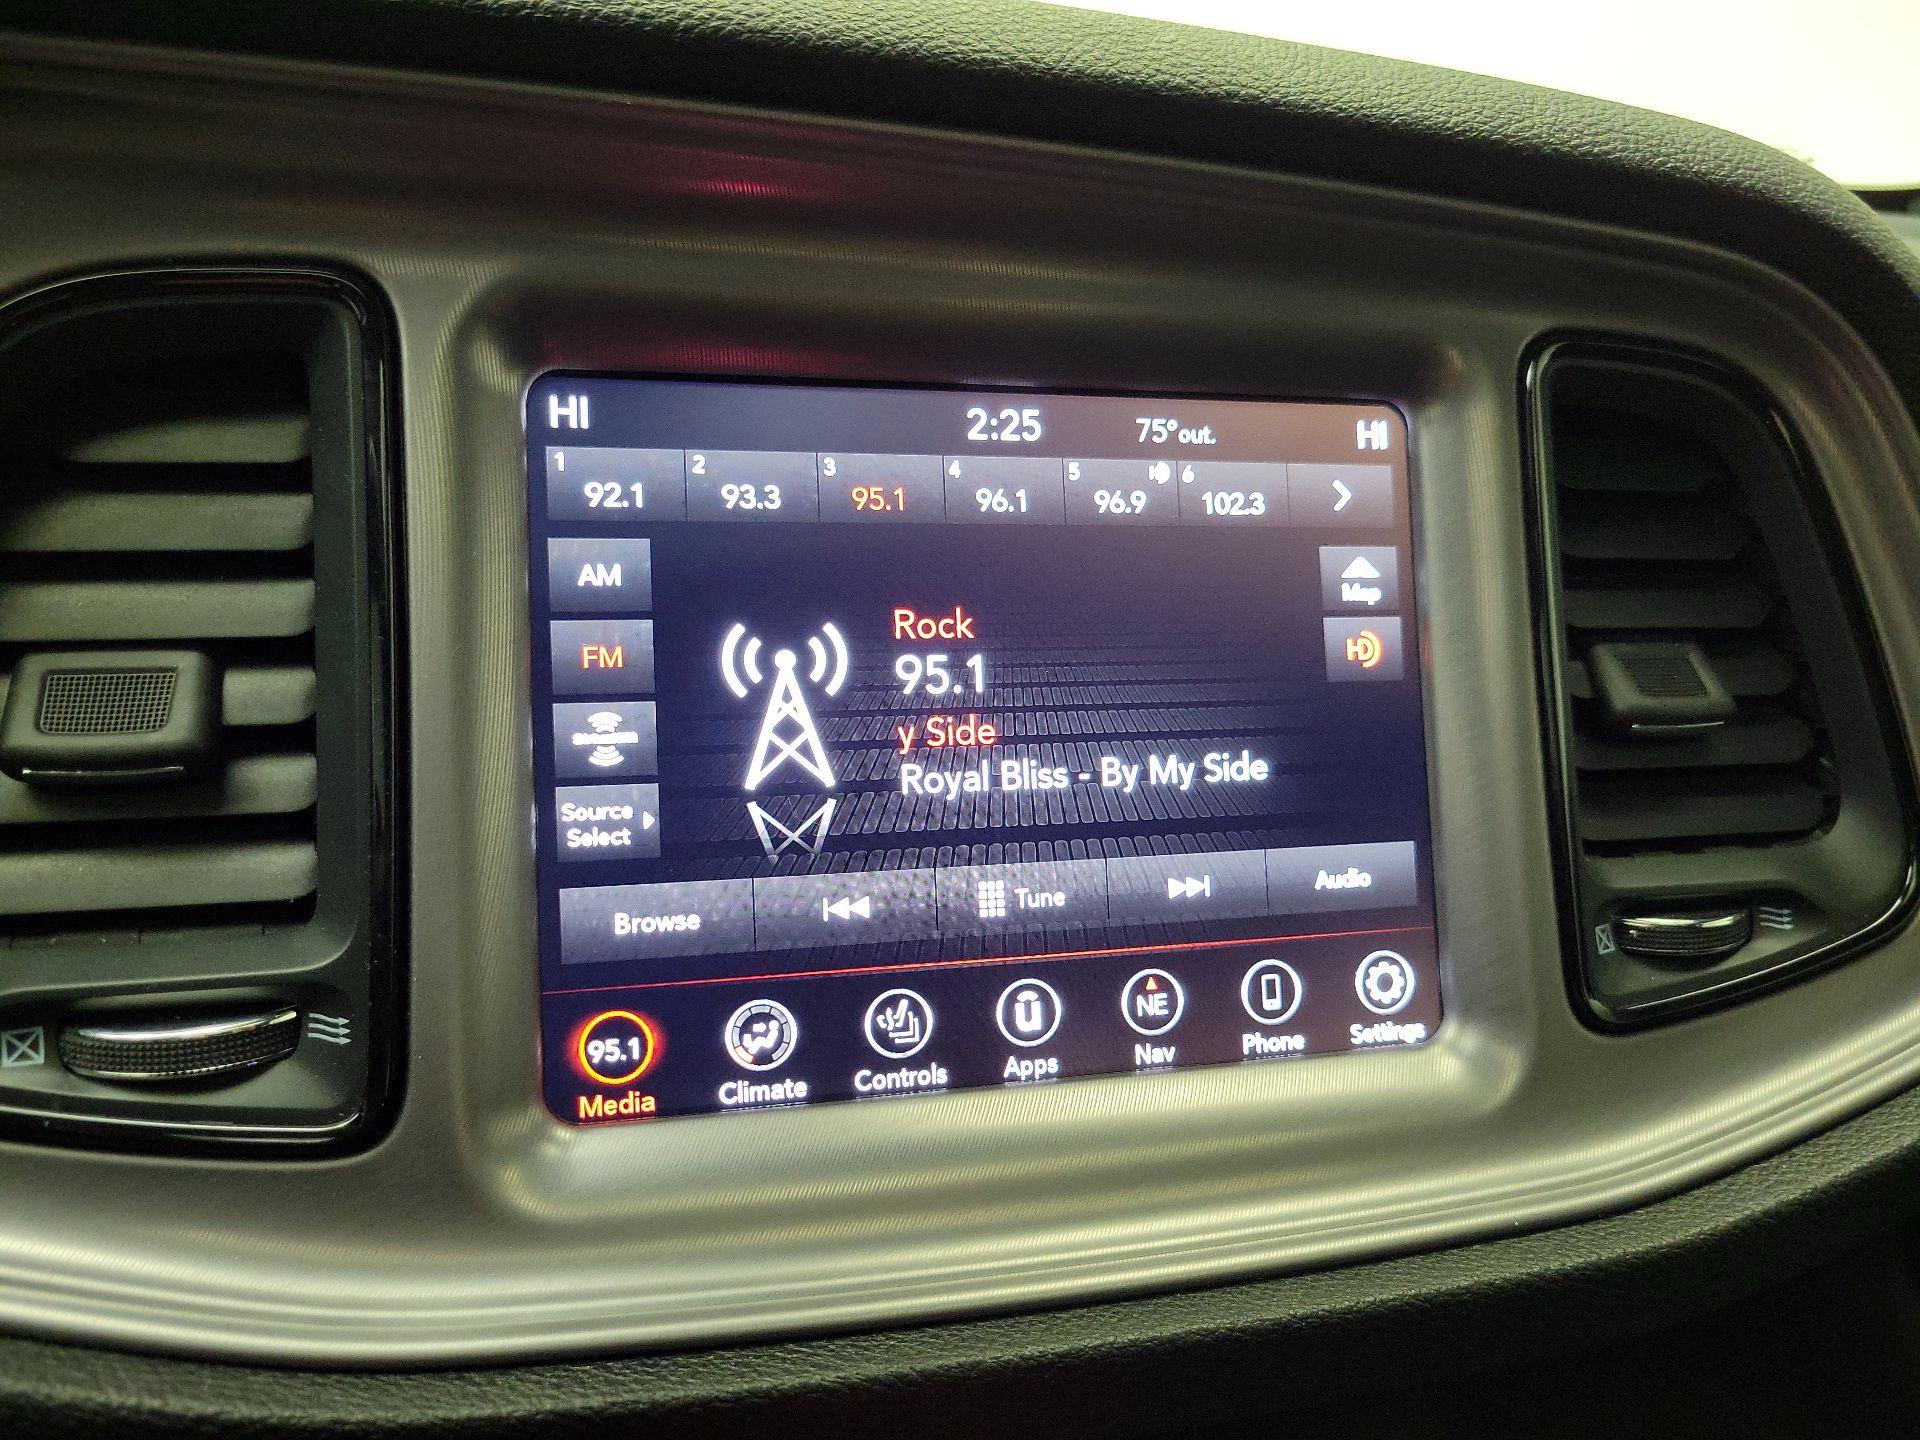 HI 2:25 75° out. HI
1 2 3 4 5 HD 6
92.1 93.3 95.1 96.1 96.9 102.3
AM
Map
Rock
FM
95.1
HD
y Side
Royal Bliss - By My Side
Source
Select
Browse Tune Audio
95.1 NE
Media Climate Controls Apps Nav Phone Settings